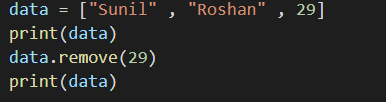 data = ["Sunil" , "Roshan" , 29]
print(data)
data.remove(29)
print(data)